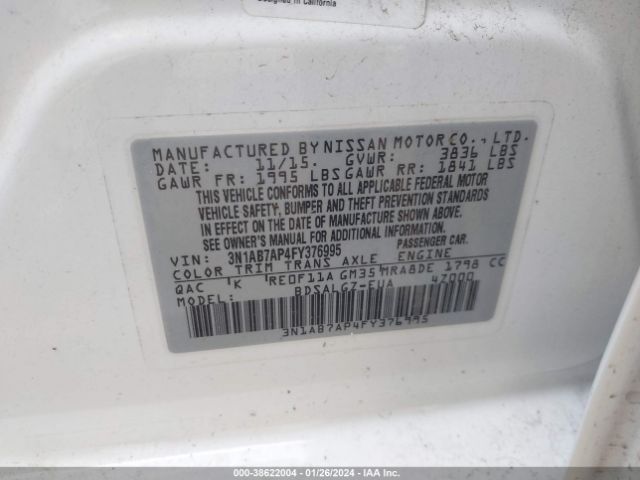 Designed in California
MANUFACTURED BY NISSAN MOTOR CO., LTD.
DATE: 11/15. GVWR: 3836 LBS
GAWR FR: 1995 LBS GAWR RR: 1841 LBS
THIS VEHICLE CONFORMS TO ALL APPLICABLE FEDERAL MOTOR
VEHICLE SAFETY, BUMPER AND THEFT PREVENTION STANDARDS
IN EFFECT ON THE DATE OF MANUFACTURE SHOWN ABOVE.
SEE OWNER'S MANUAL FOR ADDITIONAL INFORMATION.
VIN: 3N1AB7AP4FY376995 PASSENGER CAR.
COLOR TRIM TRANS AXLE ENGINE
QAC K RE0F11A GM35 MRA8DE 1798 CC
MODEL: BDSALGZ-EUA 47000
3N1AB7AP4FY376995
000-38622004 | 01/26/2024 | IAA Inc.